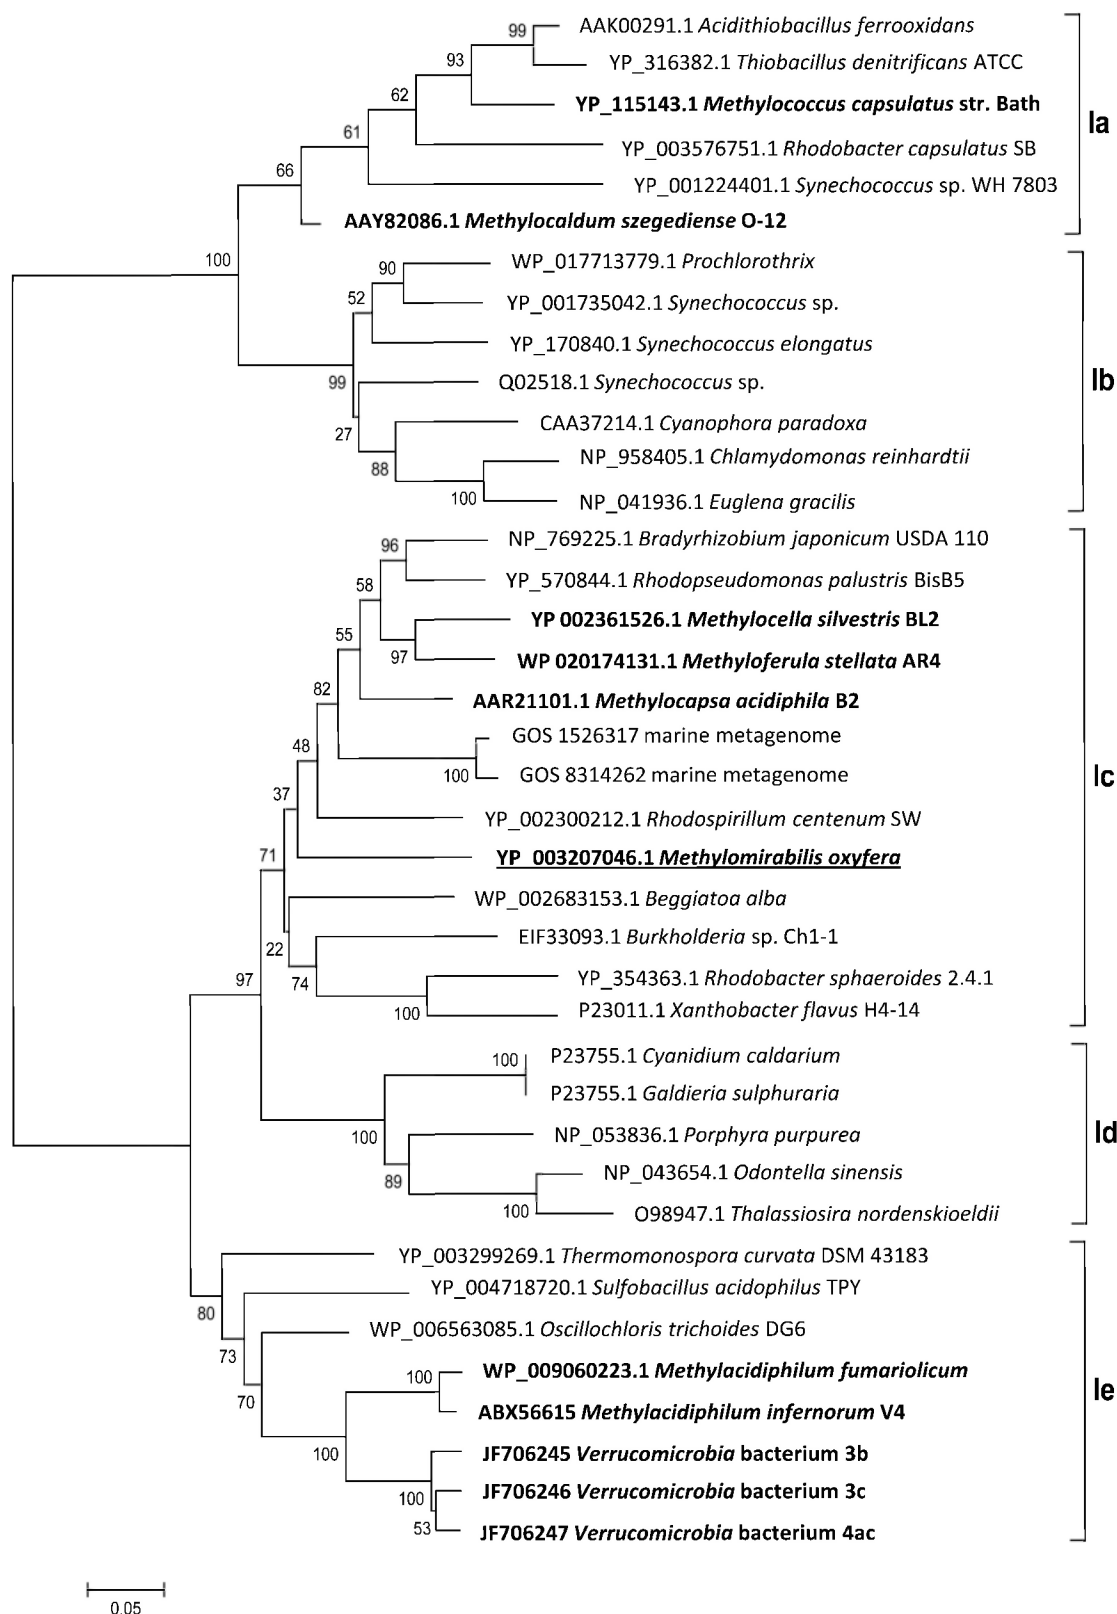 99
AAK00291.1 Acidithiobacillus ferrooxidans
YP_316382.1 Thiobacillus denitrificans ATCC
93
YP_115143.1 Methylococcus capsulatus str. Bath
62
Ia
61
YP_003576751.1 Rhodobacter capsulatus SB
66
YP_001224401.1 Synechococcus sp. WH 7803
AAY82086.1 Methylocaldum szegediense O-12
100
90
WP_017713779.1 Prochlorothrix
52
YP_001735042.1 Synechococcus sp.
YP_170840.1 Synechococcus elongatus
99
Q02518.1 Synechococcus sp.
Ib
27
CAA37214.1 Cyanophora paradoxa
88
NP_958405.1 Chlamydomonas reinhardtii
100
NP_041936.1 Euglena gracilis
96
NP_769225.1 Bradyrhizobium japonicum USDA 110
58
YP_570844.1 Rhodopseudomonas palustris BisB5
55
YP 002361526.1 Methylocella silvestris BL2
97
WP 020174131.1 Methyloferula stellata AR4
82
AAR21101.1 Methylocapsa acidiphila B2
48
GOS 1526317 marine metagenome
100
GOS 8314262 marine metagenome
Ic
37
YP_002300212.1 Rhodospirillum centenum SW
71
YP_003207046.1 Methylomirabilis oxyfera
WP_002683153.1 Beggiatoa alba
22
EIF33093.1 Burkholderia sp. Ch1-1
97
74
YP_354363.1 Rhodobacter sphaeroides 2.4.1
100
P23011.1 Xanthobacter flavus H4-14
100
P23755.1 Cyanidium caldarium
P23755.1 Galdieria sulphuraria
100
NP_053836.1 Porphyra purpurea
Id
89
NP_043654.1 Odontella sinensis
100
O98947.1 Thalassiosira nordenskioeldii
YP_003299269.1 Thermomonospora curvata DSM 43183
80
YP_004718720.1 Sulfobacillus acidophilus TPY
73
WP_006563085.1 Oscillochloris trichoides DG6
70
100
WP_009060223.1 Methylacidiphilum fumariolicum
Ie
ABX56615 Methylacidiphilum infernorum V4
100
JF706245 Verrucomicrobia bacterium 3b
100
JF706246 Verrucomicrobia bacterium 3c
53
JF706247 Verrucomicrobia bacterium 4ac
0.05